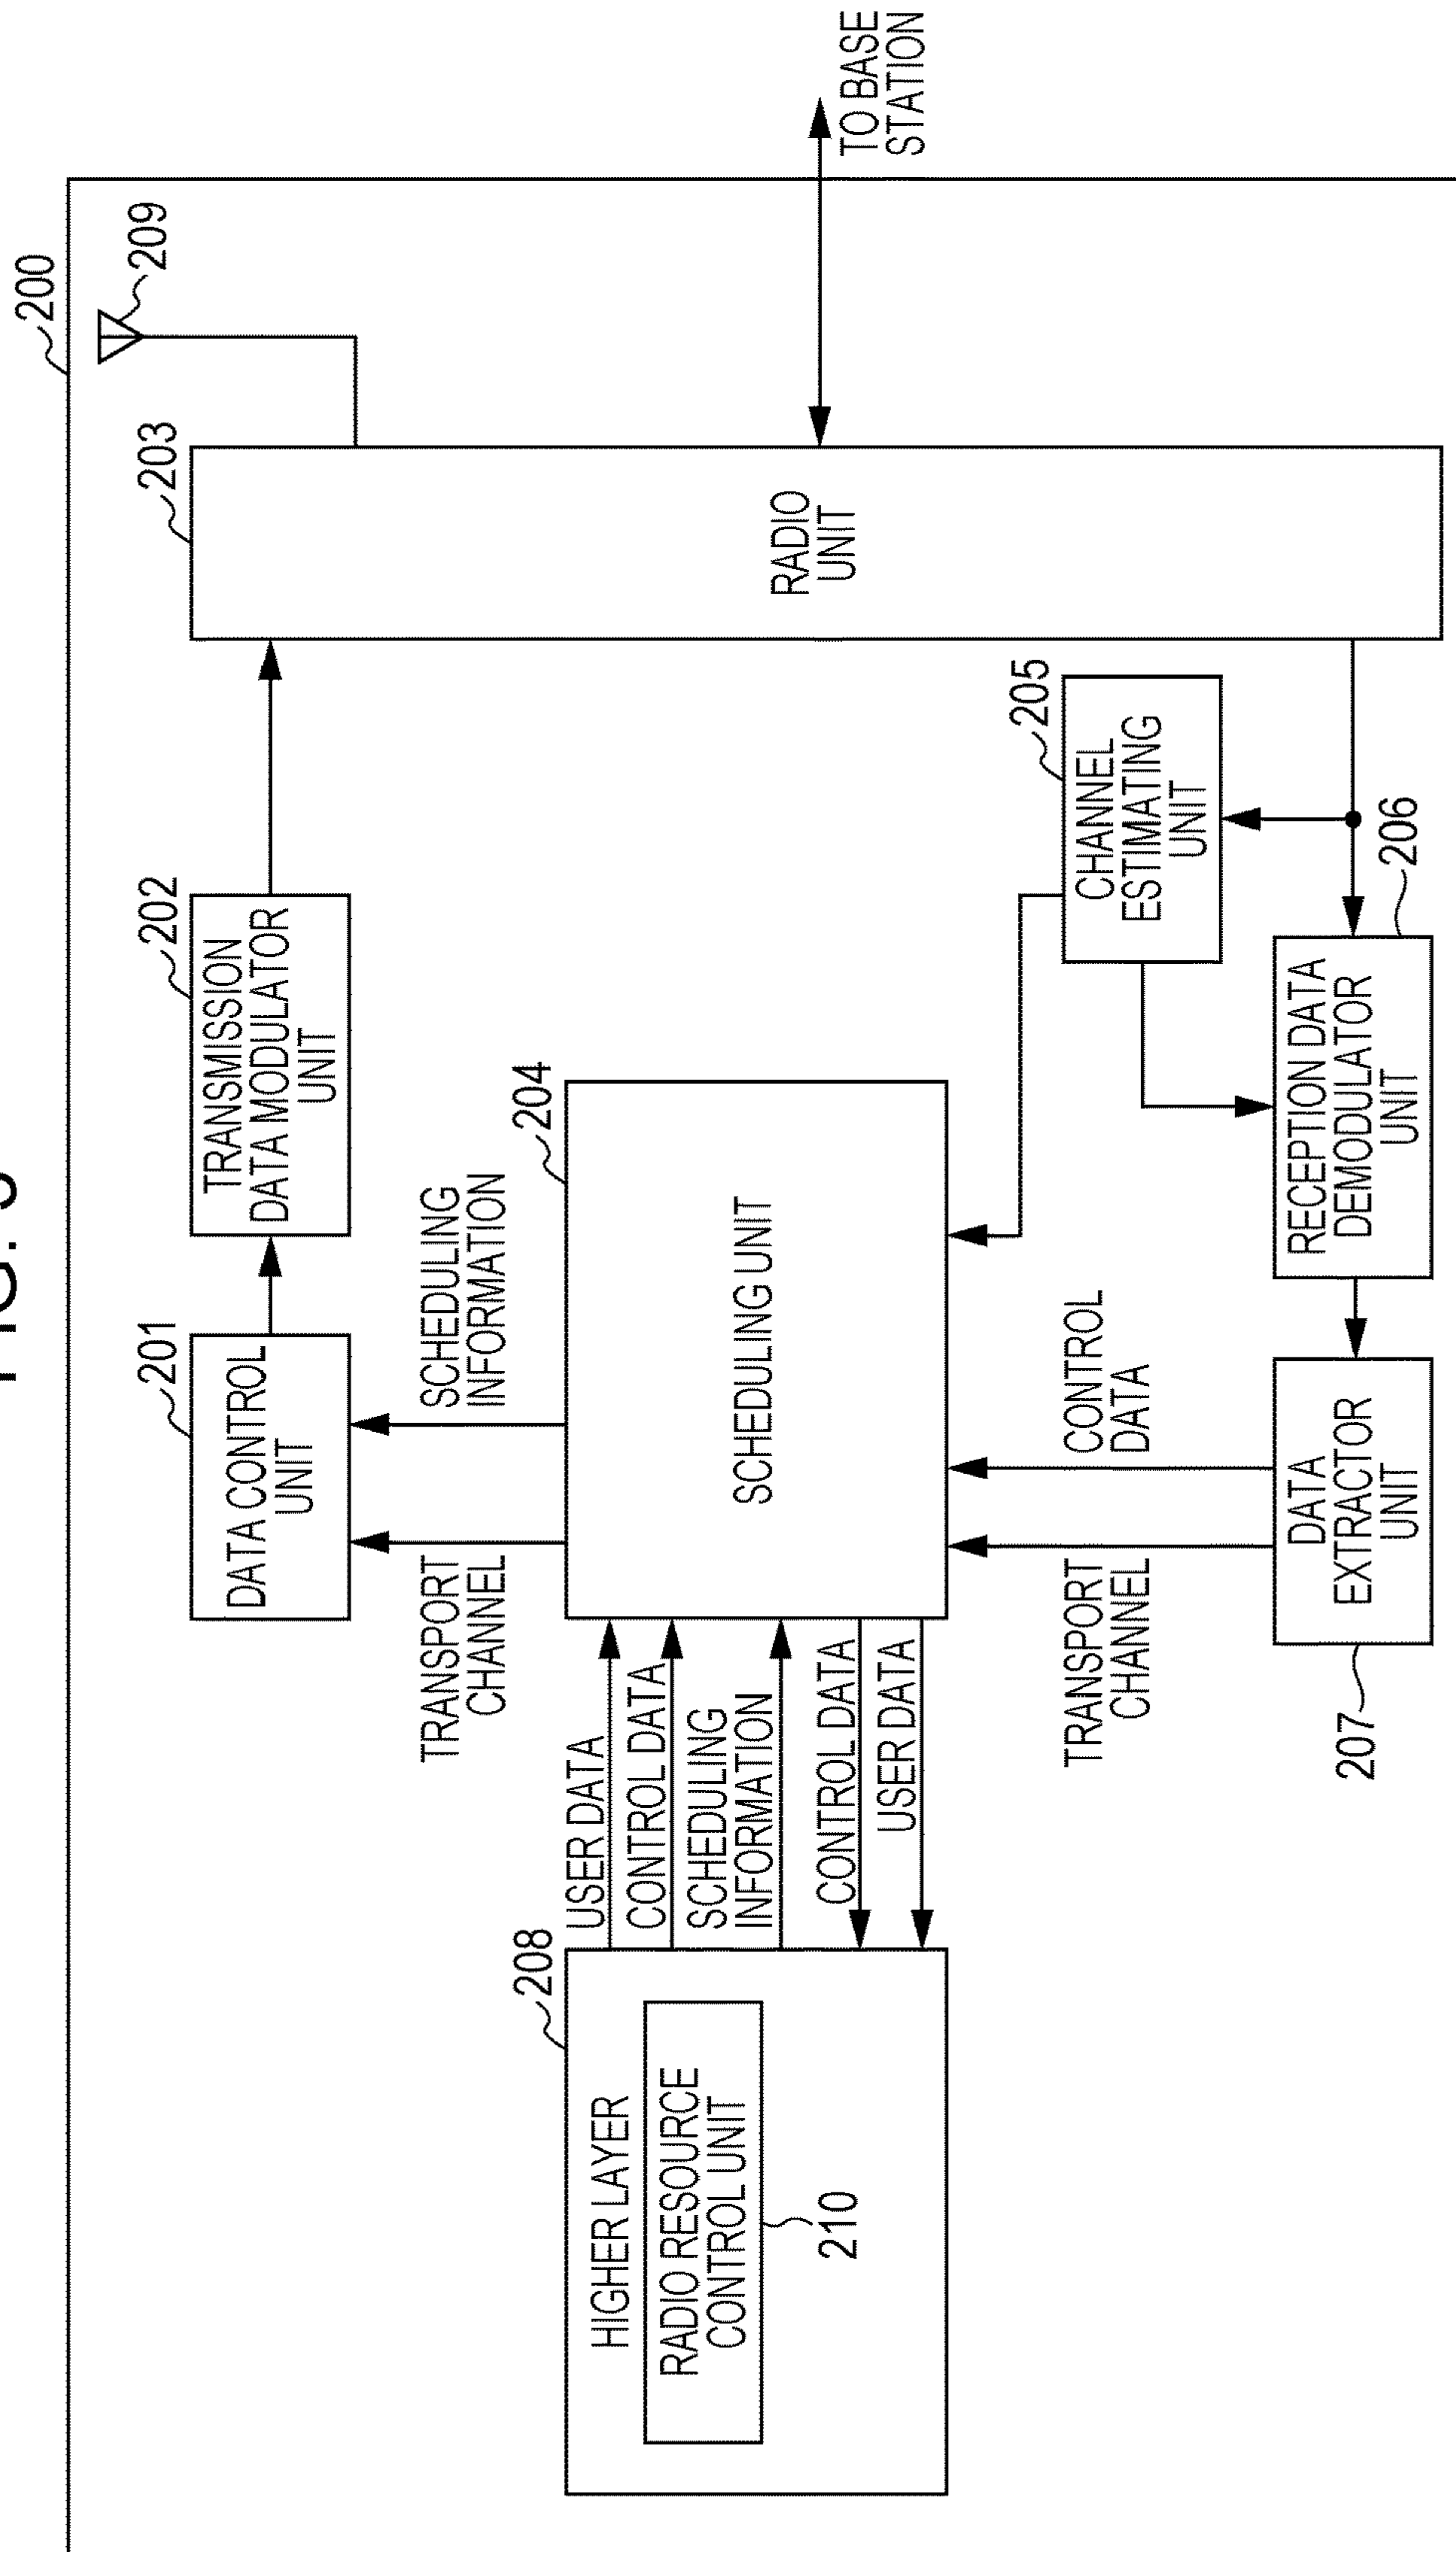 200
209
203
RADIO
UNIT
TO BASE
STATION
202
TRANSMISSION
DATA MODULATOR
UNIT
201
DATA CONTROL
UNIT
SCHEDULING
INFORMATION
TRANSPORT
CHANNEL
204
SCHEDULING UNIT
205
CHANNEL
ESTIMATING
UNIT
206
RECEPTION DATA
DEMODULATOR
UNIT
CONTROL
DATA
TRANSPORT
CHANNEL
DATA
EXTRACTOR
UNIT
207
USER DATA
CONTROL DATA
SCHEDULING
INFORMATION
CONTROL DATA
USER DATA
208
HIGHER LAYER
RADIO RESOURCE
CONTROL UNIT
210